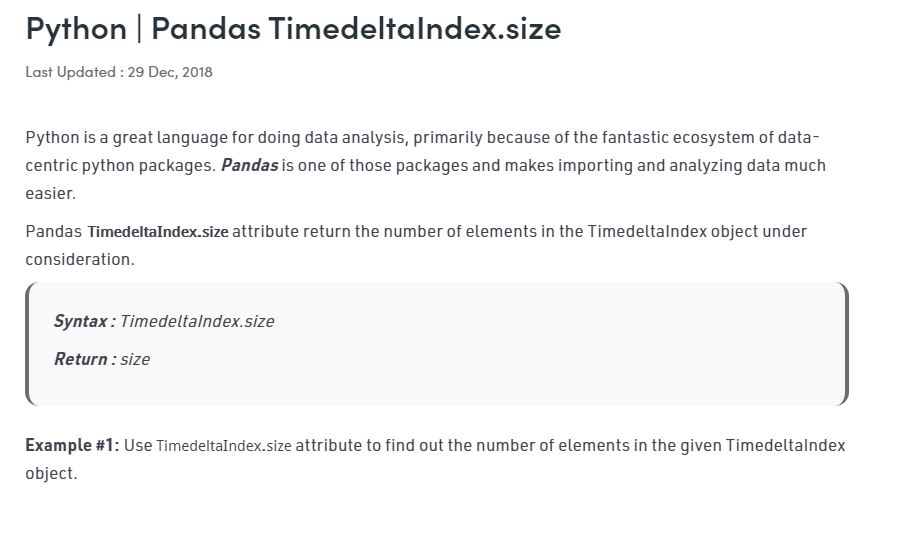 Python | Pandas TimedeltaIndex.size
Last Updated : 29 Dec, 2018
Python is a great language for doing data analysis, primarily because of the fantastic ecosystem of data-
centric python packages. Pandas is one of those packages and makes importing and analyzing data much
easier.
Pandas TimedeltaIndex.size attribute return the number of elements in the TimedeltaIndex object under
consideration.
Syntax : TimedeltaIndex.size
Return : size
Example #1: Use TimedeltaIndex.size attribute to find out the number of elements in the given TimedeltaIndex
object.